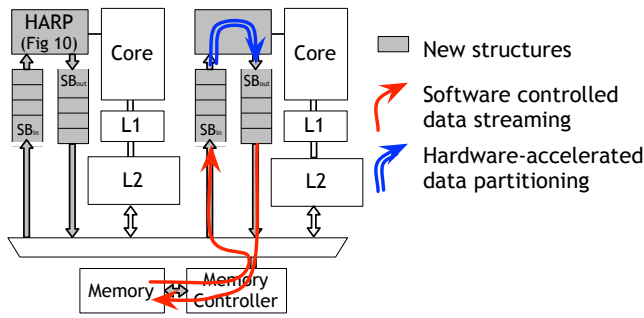 HARP
(Fig 10)
Core
SBout
SBin
L1
L2
Core
SBout
SBin
L1
L2
Memory
Memory
Controller
New structures
Software controlled
data streaming
Hardware-accelerated
data partitioning